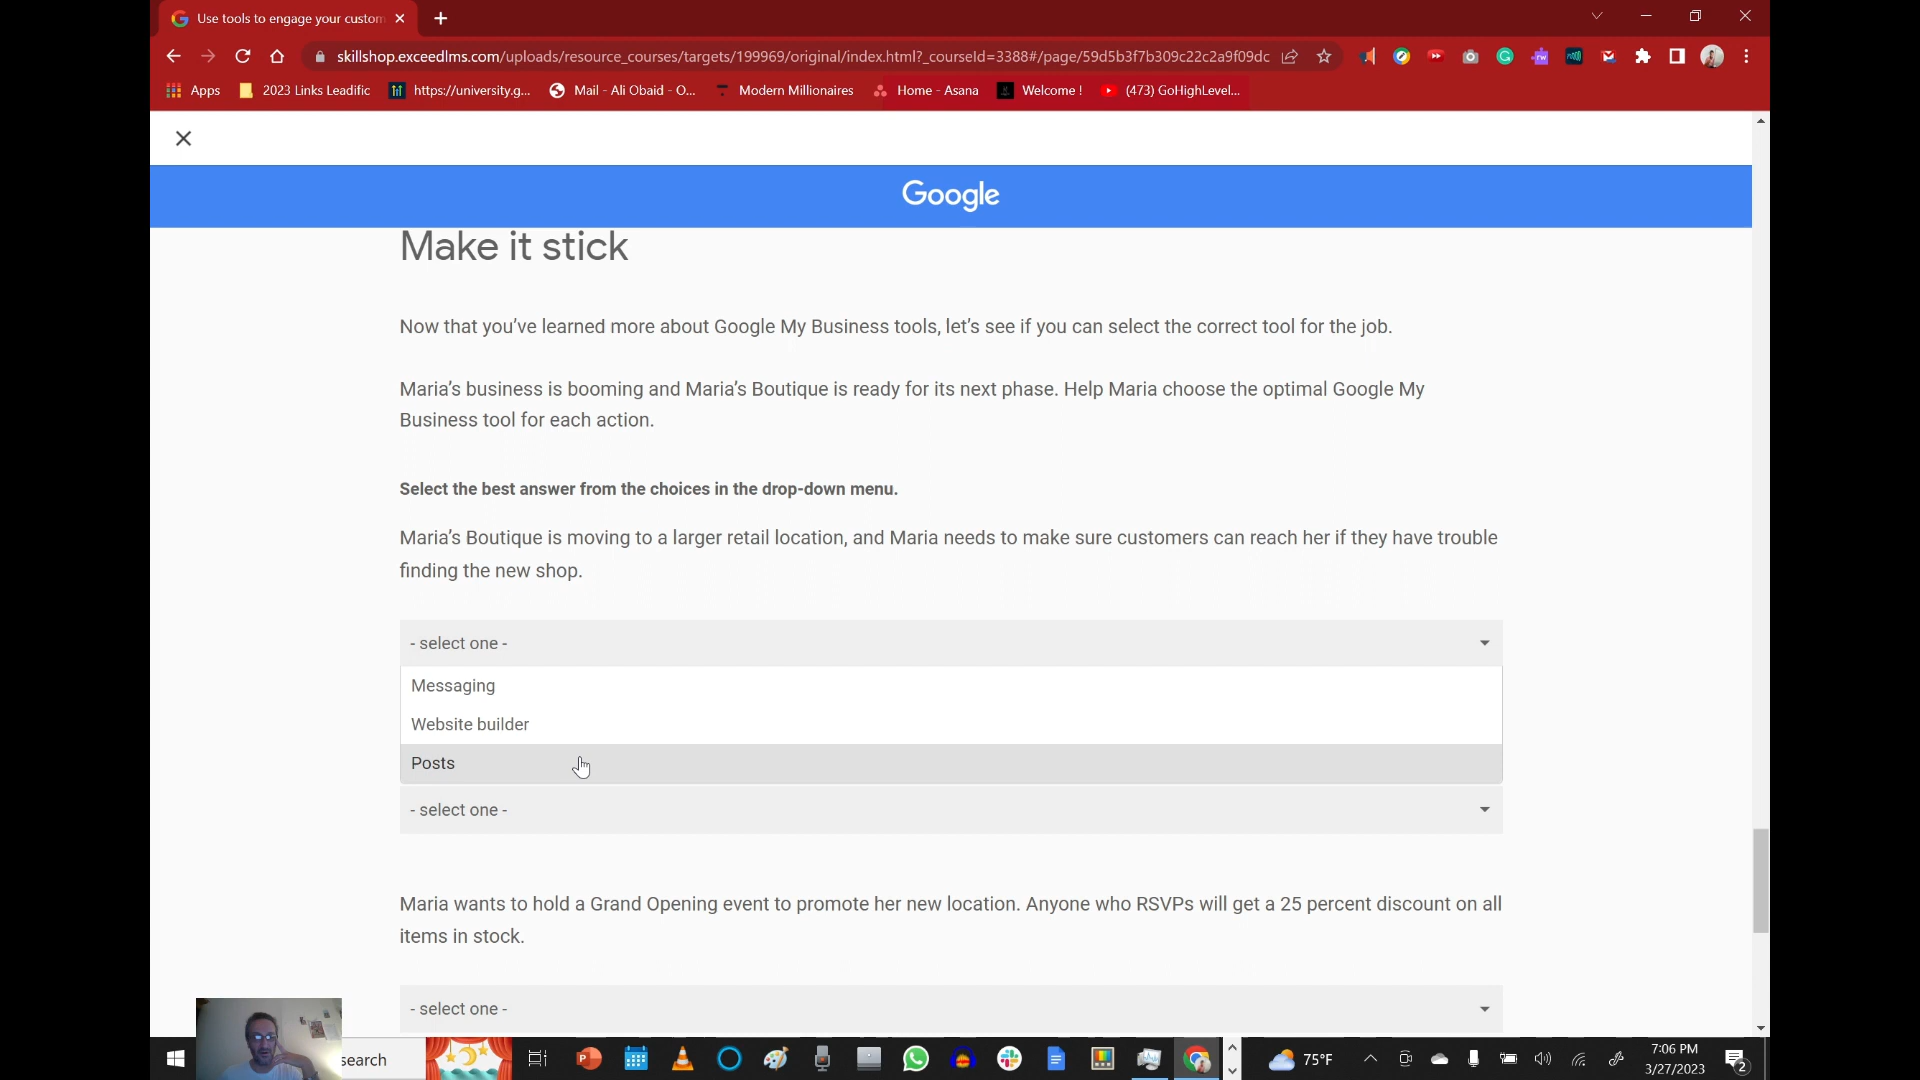 Use tools to engage your custom
skillshop.exceedlms.com/uploads/resource_courses/targets/199969/original/index.html?_courseId=3388#/page/59d5b3f7b309c22c2a9f09dc
Apps
2023 Links Leadific
https://university.g...
Mail - Ali Obaid - O...
Modern Millionaires
Home - Asana
Welcome !
(473) GoHighLevel...
Google
Make it stick
Now that you’ve learned more about Google My Business tools, let’s see if you can select the correct tool for the job.
Maria’s business is booming and Maria’s Boutique is ready for its next phase. Help Maria choose the optimal Google My
Business tool for each action.
Select the best answer from the choices in the drop-down menu.
Maria’s Boutique is moving to a larger retail location, and Maria needs to make sure customers can reach her if they have trouble
finding the new shop.
- select one -
Messaging
Website builder
Posts
- select one -
Maria wants to hold a Grand Opening event to promote her new location. Anyone who RSVPs will get a 25 percent discount on all
items in stock.
- select one -
search
75°F
7:06 PM
3/27/2023
2